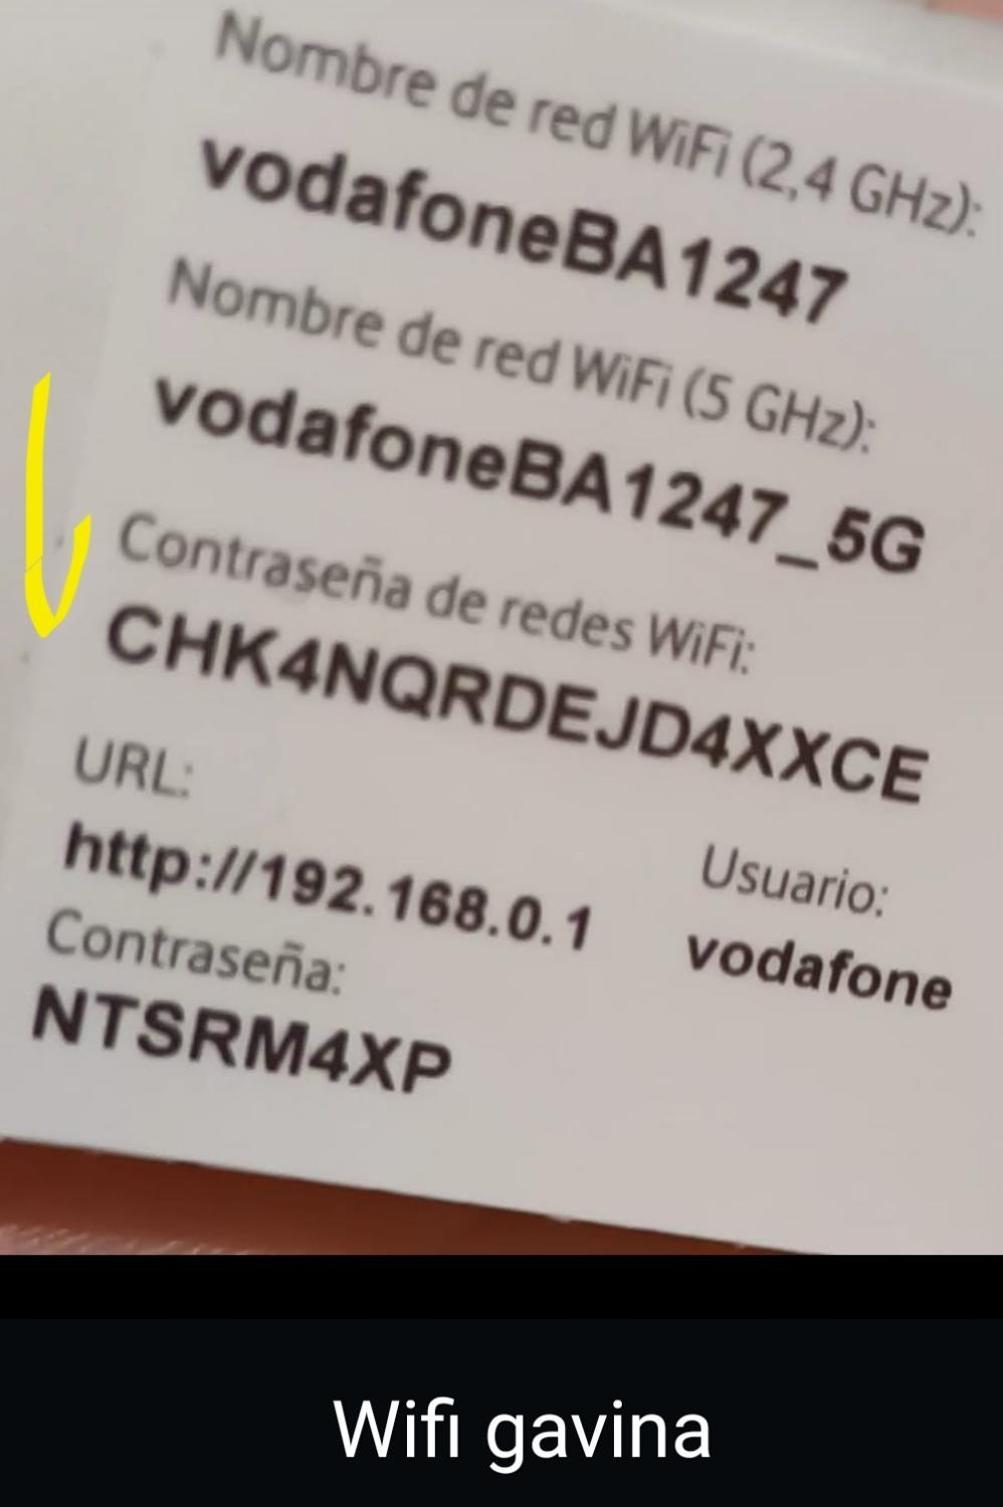 Nombre de red WiFi (2,4 GHz):
vodafoneBA1247
Nombre de red WiFi (5 GHz):
vodafoneBA1247_5G
Contraseña de redes WiFi:
CHK4NQRDEJD4XXCE
URL:
http://192.168.0.1
Usuario:
vodafone
Contraseña:
NTSRM4XP
Wifi gavina